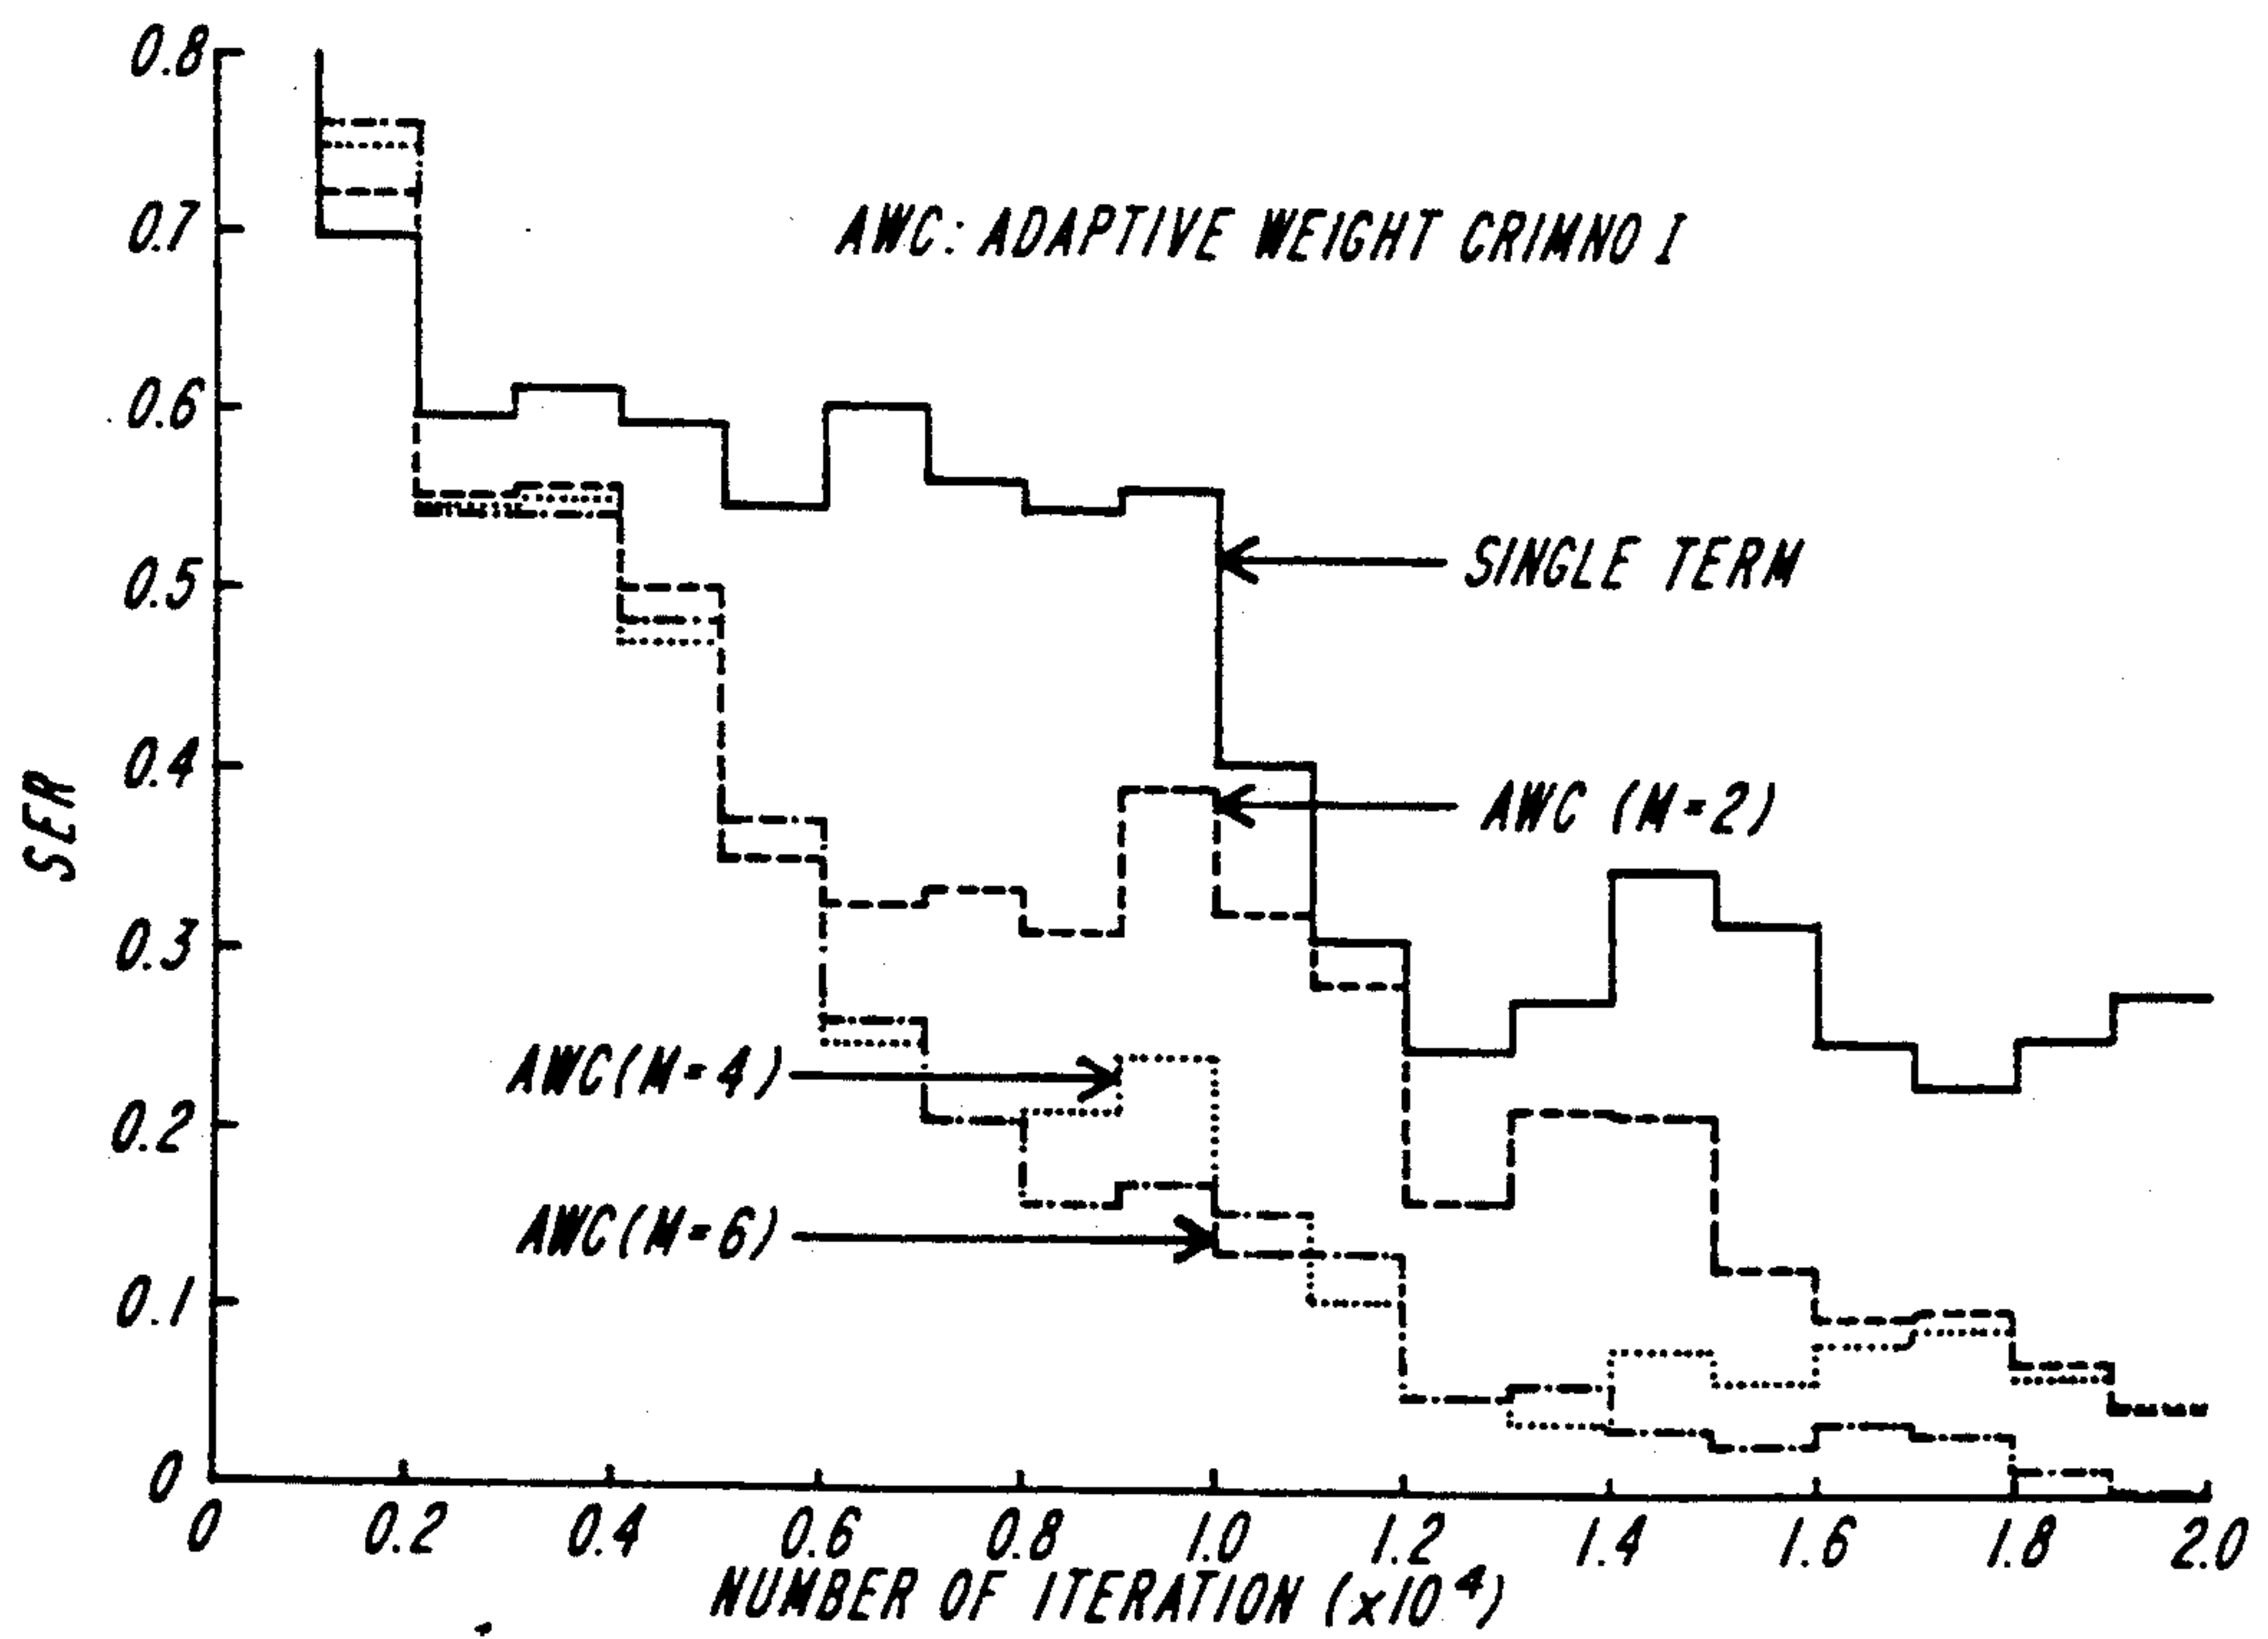 0.8
0.7
0.6
0.5
0.4
0.3
0.2
0.1
0
SER
AWC: ADAPTIVE WEIGHT CRIMNO I
SINGLE TERM
AWC (M=2)
AWC(M=4)
AWC(M=6)
0 0.2 0.4 0.6 0.8 1.0 1.2 1.4 1.6 1.8 2.0
NUMBER OF ITERATION (x10⁴)